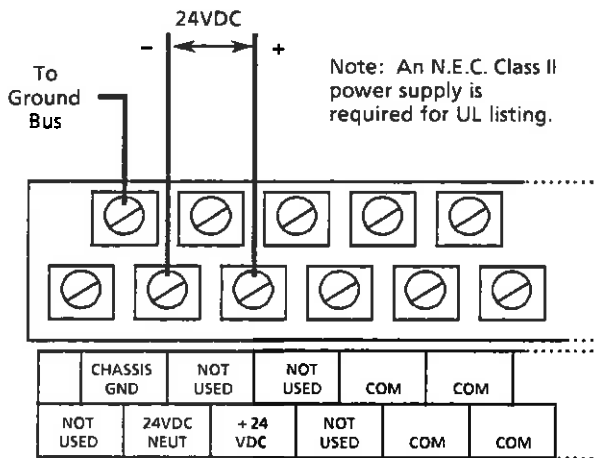 24VDC
- +
To
Ground
Bus
Note: An N.E.C. Class II
power supply is
required for UL listing.
CHASSIS
GND
NOT
USED
NOT
USED
COM
COM
NOT
USED
24VDC
NEUT
+24
VDC
NOT
USED
COM
COM